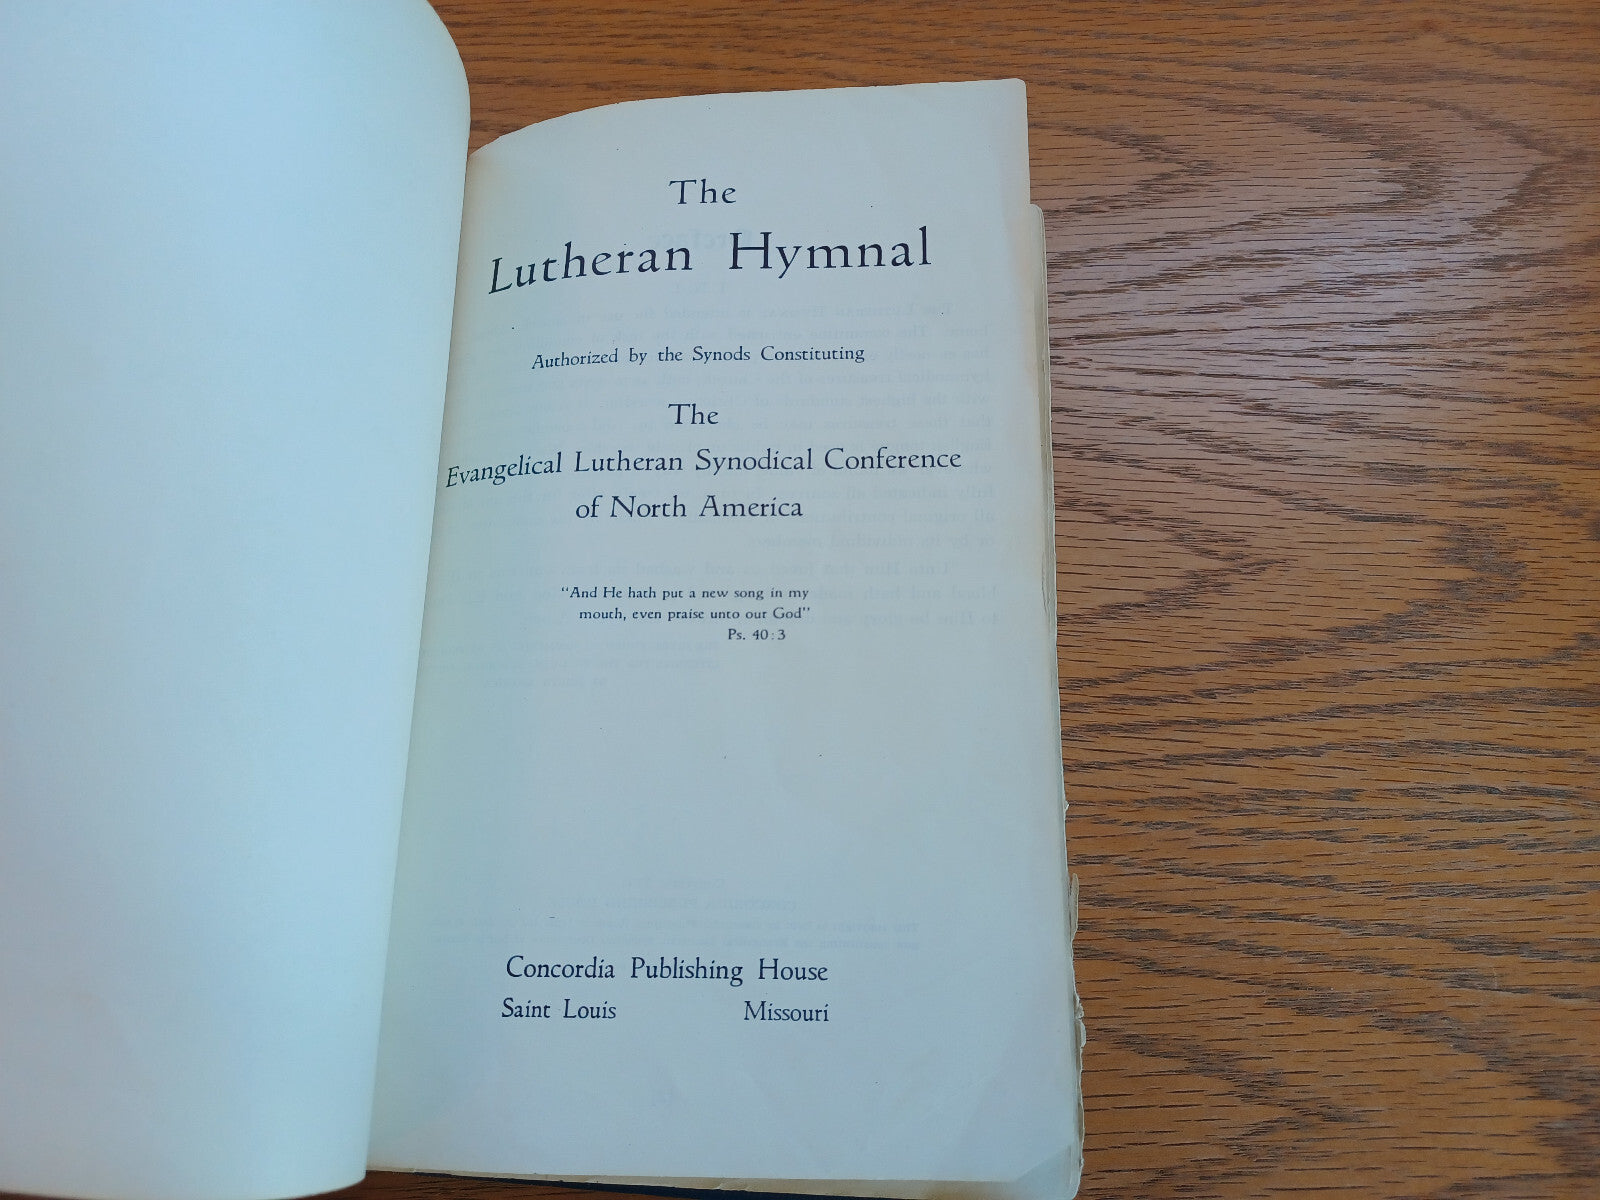 The
Lutheran Hymnal
Authorized by the Synods Constituting
The
Evangelical Lutheran Synodical Conference
of North America
"And He hath put a new song in my
mouth, even praise unto our God"
Ps. 40:3
Concordia Publishing House
Saint Louis Missouri